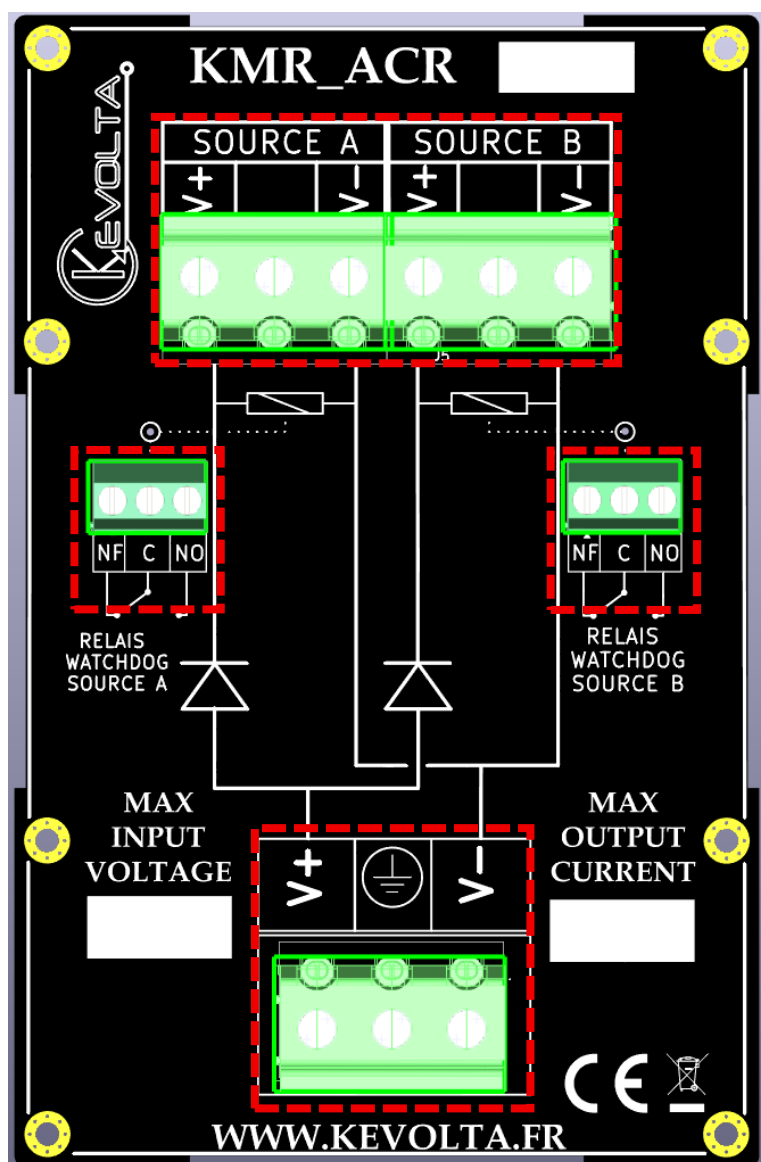 KMR_ACR
KEVOLTA
SOURCE A
SOURCE B
V+
V-
V+
V-
J5
NF C NO
NF C NO
RELAIS
WATCHDOG
SOURCE A
RELAIS
WATCHDOG
SOURCE B
MAX
INPUT
VOLTAGE
MAX
OUTPUT
CURRENT
V+
V-
CE
WWW.KEVOLTA.FR